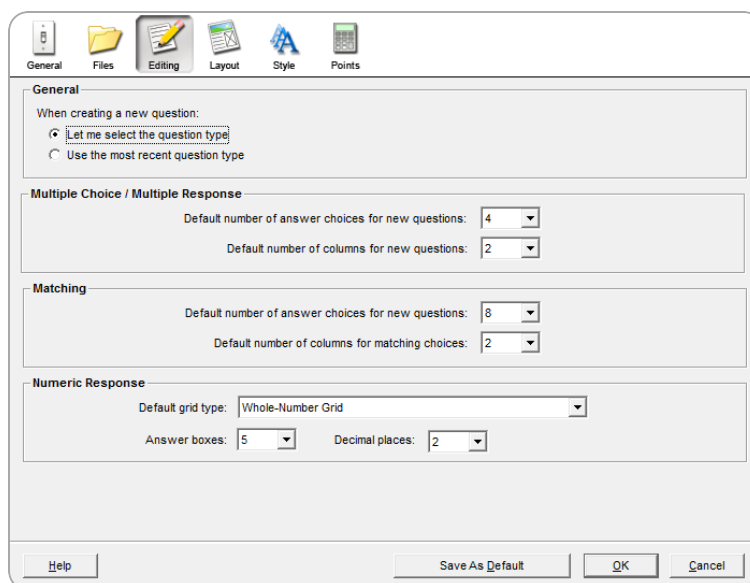 General Files Editing Layout Style Points
General
When creating a new question:
Let me select the question type
Use the most recent question type
Multiple Choice / Multiple Response
Default number of answer choices for new questions: 4
Default number of columns for new questions: 2
Matching
Default number of answer choices for new questions: 8
Default number of columns for matching choices: 2
Numeric Response
Default grid type: Whole-Number Grid
Answer boxes: 5 Decimal places: 2
Help Save As Default OK Cancel